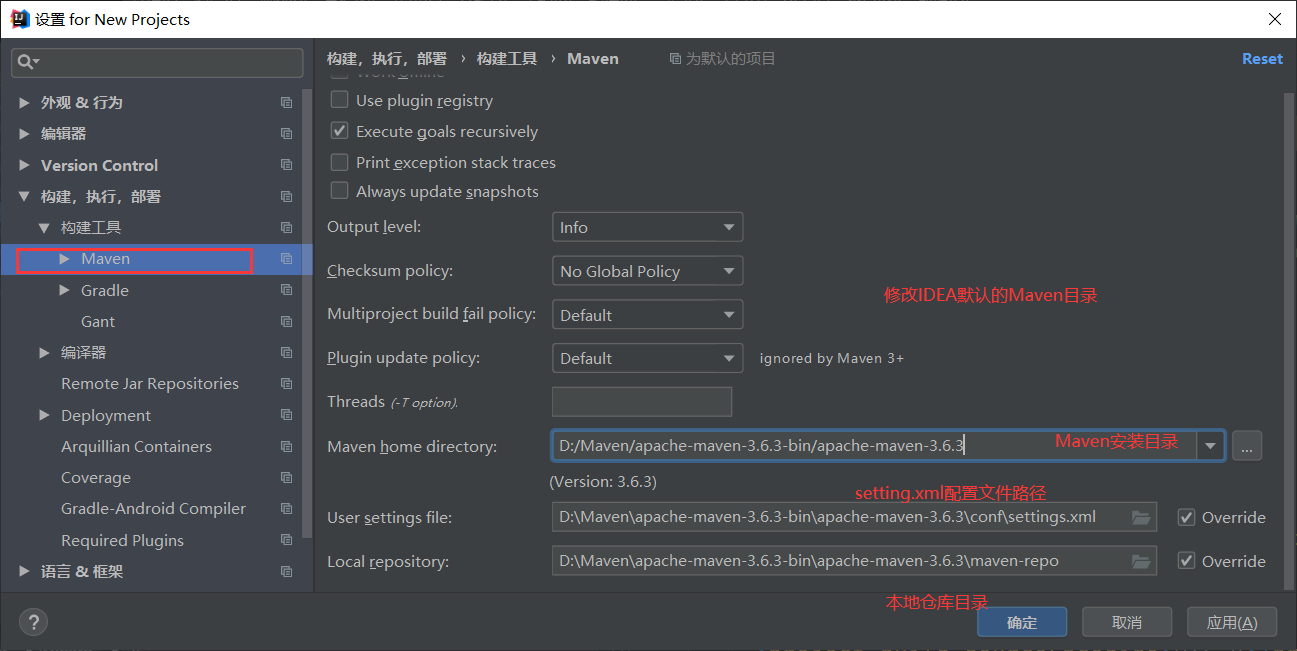 设置 for New Projects
构建，执行，部署 › 构建工具 › Maven 为默认的项目 Reset
外观 & 行为
编辑器
Version Control
构建，执行，部署
构建工具
Maven
Gradle
Gant
编译器
Remote Jar Repositories
Deployment
Arquillian Containers
Coverage
Gradle-Android Compiler
Required Plugins
语言 & 框架
Work offline
Use plugin registry
Execute goals recursively
Print exception stack traces
Always update snapshots
Output level: Info
Checksum policy: No Global Policy
修改IDEA默认的Maven目录
Multiproject build fail policy: Default
Plugin update policy: Default ignored by Maven 3+
Threads (-T option).
Maven home directory: D:/Maven/apache-maven-3.6.3-bin/apache-maven-3.6.3 Maven安装目录 ...
(Version: 3.6.3)
setting.xml配置文件路径
User settings file: D:\Maven\apache-maven-3.6.3-bin\apache-maven-3.6.3\conf\settings.xml Override
Local repository: D:\Maven\apache-maven-3.6.3-bin\apache-maven-3.6.3\maven-repo Override
本地仓库目录
? 确定 取消 应用(A)